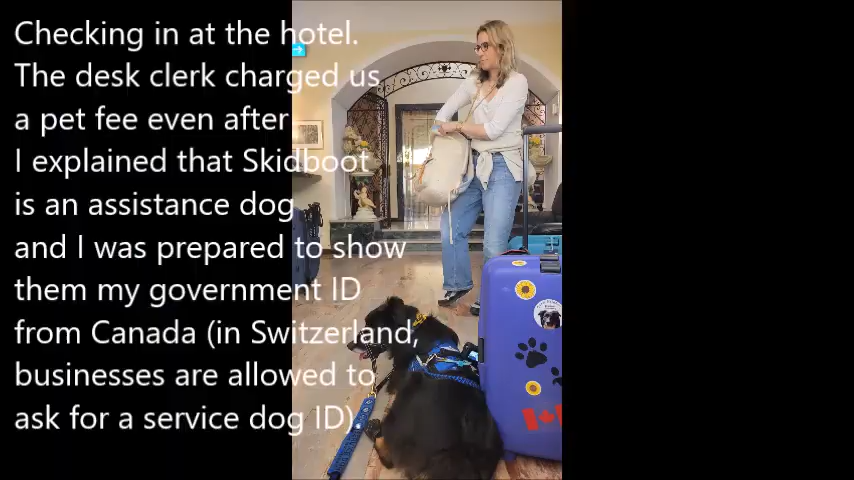 Checking in at the hotel.
The desk clerk charged us
a pet fee even after
I explained that Skidboot
is an assistance dog
and I was prepared to show
them my government ID
from Canada (in Switzerland,
businesses are allowed to
ask for a service dog ID)